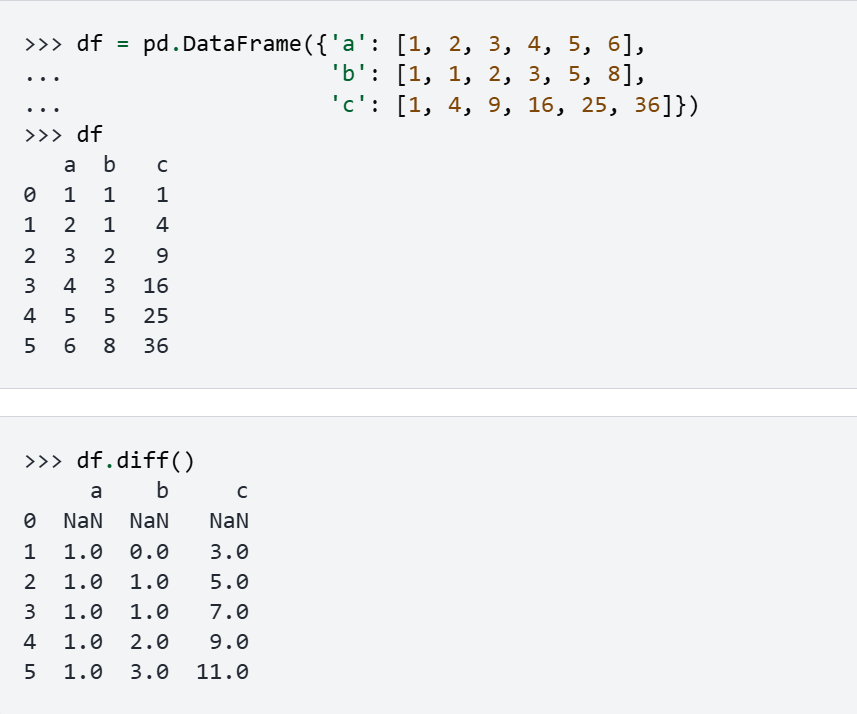 >>> df = pd.DataFrame({'a': [1, 2, 3, 4, 5, 6],
...                    'b': [1, 1, 2, 3, 5, 8],
...                    'c': [1, 4, 9, 16, 25, 36]})
>>> df
   a  b   c
0  1  1   1
1  2  1   4
2  3  2   9
3  4  3  16
4  5  5  25
5  6  8  36
>>> df.diff()
     a    b     c
0  NaN  NaN   NaN
1  1.0  0.0   3.0
2  1.0  1.0   5.0
3  1.0  1.0   7.0
4  1.0  2.0   9.0
5  1.0  3.0  11.0